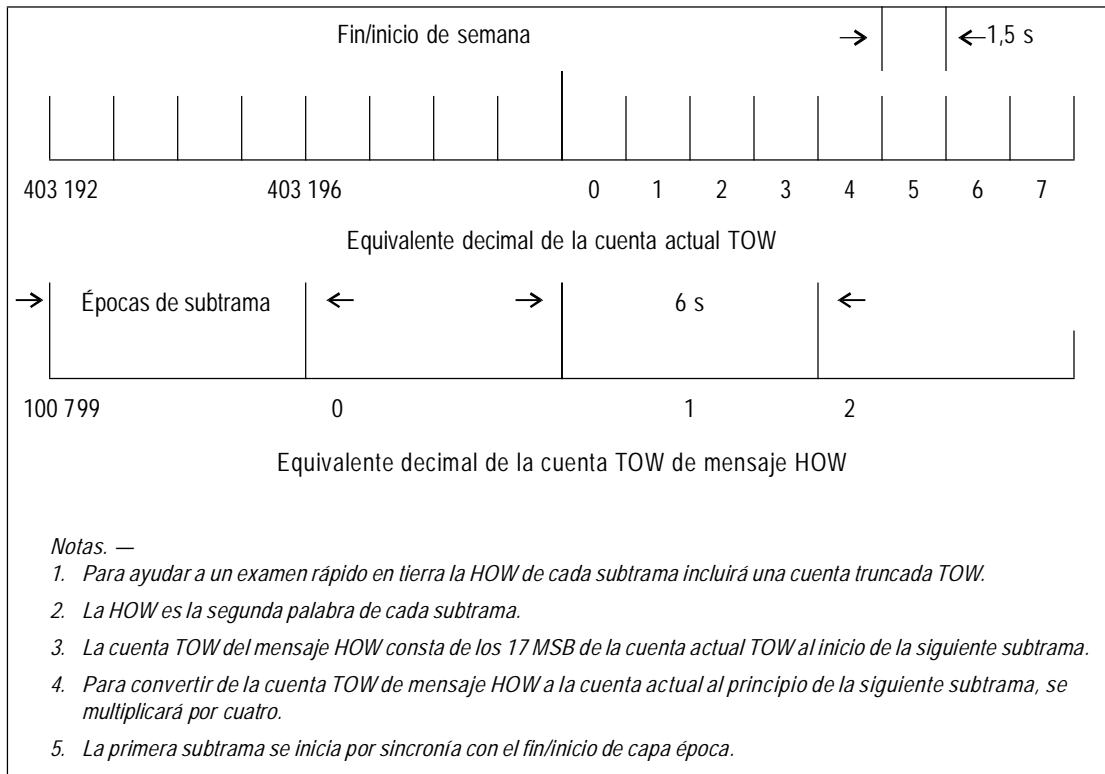 Fin/inicio de semana 1,5 s
403 192 403 196 0 1 2 3 4 5 6 7
Equivalente decimal de la cuenta actual TOW
Épocas de subtrama 6 s
100 799 0 1 2
Equivalente decimal de la cuenta TOW de mensaje HOW
Notas. —
1. Para ayudar a un examen rápido en tierra la HOW de cada subtrama incluirá una cuenta truncada TOW.
2. La HOW es la segunda palabra de cada subtrama.
3. La cuenta TOW del mensaje HOW consta de los 17 MSB de la cuenta actual TOW al inicio de la siguiente subtrama.
4. Para convertir de la cuenta TOW de mensaje HOW a la cuenta actual al principio de la siguiente subtrama, se
multiplicará por cuatro.
5. La primera subtrama se inicia por sincronía con el fin/inicio de capa época.